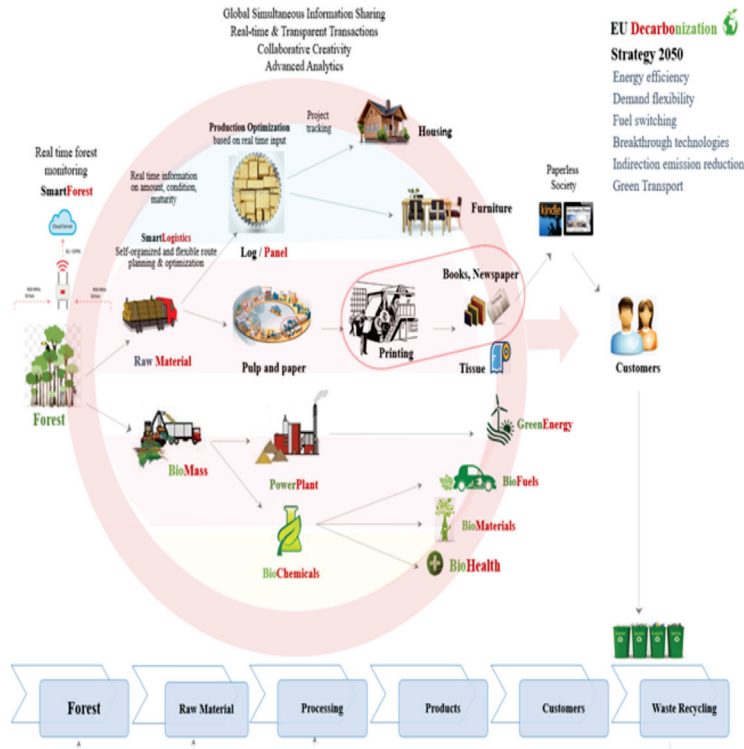 Global Simultaneous Information Sharing
Real-time & Transparent Transactions
Collaborative Creativity
Advanced Analytics
EU Decarbonization
Strategy 2050
Energy efficiency
Demand flexibility
Fuel switching
Breakthrough technologies
Indirection emission reduction
Green Transport
Production Optimization
based on real time input
Project
tracking
Housing
Real time forest
monitoring
SmartForest
Cloud Server
Real time information
on amount, condition,
maturity
Furniture
Paperless
Society
kindle
SmartLogistics
Self-organized and flexible route
planning & optimization
Log / Panel
Books, Newspaper
Raw Material
Pulp and paper
Printing
Tissue
Customers
Forest
BioMass
PowerPlant
GreenEnergy
BioFuels
BioMaterials
BioChemicals
BioHealth
Forest
Raw Material
Processing
Products
Customers
Waste Recycling